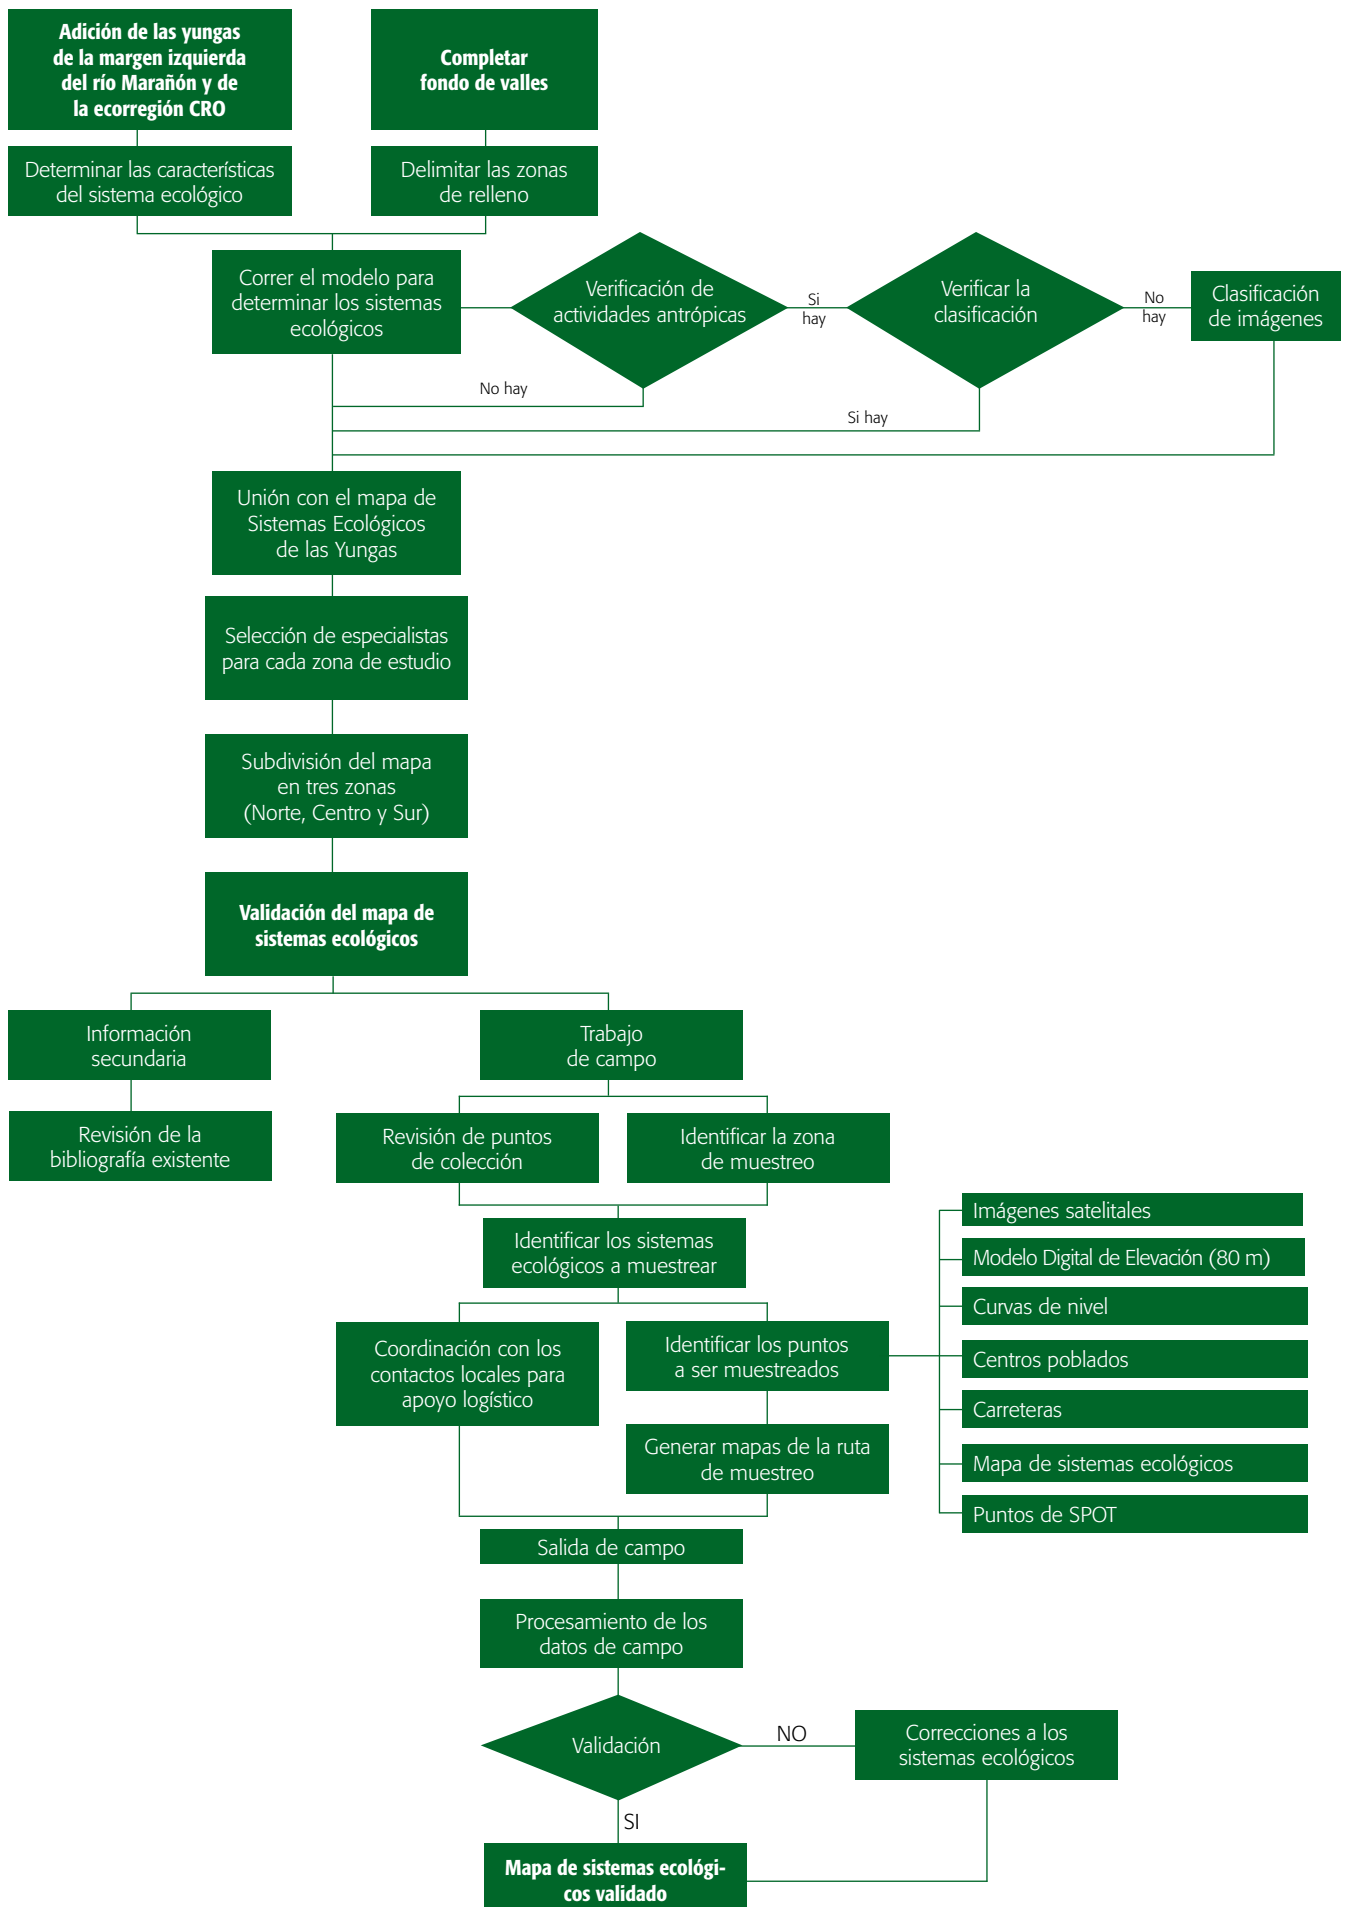 Adición de las yungas
de la margen izquierda
del río Marañón y de
la ecorregión CRO
Completar
fondo de valles
Determinar las características
del sistema ecológico
Delimitar las zonas
de relleno
Correr el modelo para
determinar los sistemas
ecológicos
Verificación de
actividades antrópicas
Si
hay
Verificar la
clasificación
No
hay
Clasificación
de imágenes
No hay
Si hay
Unión con el mapa de
Sistemas Ecológicos
de las Yungas
Selección de especialistas
para cada zona de estudio
Subdivisión del mapa
en tres zonas
(Norte, Centro y Sur)
Validación del mapa de
sistemas ecológicos
Información
secundaria
Trabajo
de campo
Revisión de la
bibliografía existente
Revisión de puntos
de colección
Identificar la zona
de muestreo
Identificar los sistemas
ecológicos a muestrear
Imágenes satelitales
Modelo Digital de Elevación (80 m)
Curvas de nivel
Centros poblados
Carreteras
Mapa de sistemas ecológicos
Puntos de SPOT
Coordinación con los
contactos locales para
apoyo logístico
Identificar los puntos
a ser muestreados
Generar mapas de la ruta
de muestreo
Salida de campo
Procesamiento de los
datos de campo
Validación
NO
Correcciones a los
sistemas ecológicos
SI
Mapa de sistemas ecológi-
cos validado